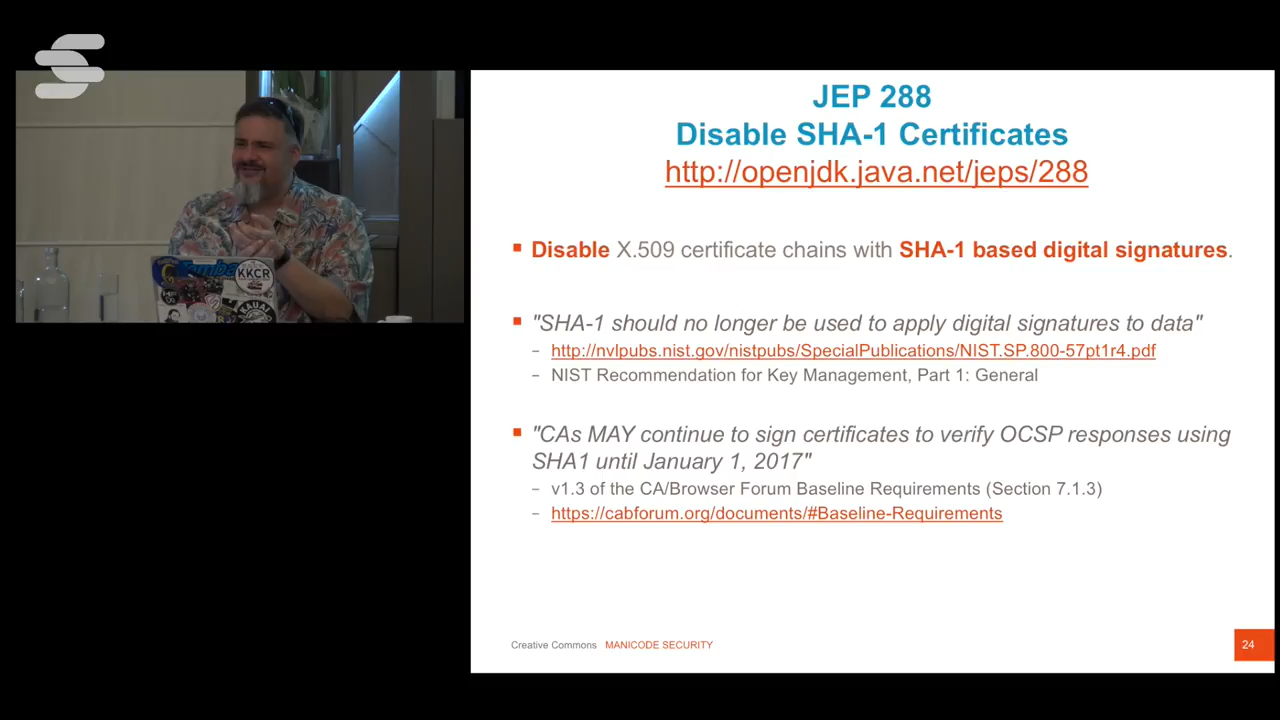 JEP 288
Disable SHA-1 Certificates
http://openjdk.java.net/jeps/288
Disable X.509 certificate chains with SHA-1 based digital signatures.
"SHA-1 should no longer be used to apply digital signatures to data"
http://nvlpubs.nist.gov/nistpubs/SpecialPublications/NIST.SP.800-57pt1r4.pdf
NIST Recommendation for Key Management, Part 1: General
"CAs MAY continue to sign certificates to verify OCSP responses using
SHA1 until January 1, 2017"
v1.3 of the CA/Browser Forum Baseline Requirements (Section 7.1.3)
https://cabforum.org/documents/#Baseline-Requirements
Creative Commons MANICODE SECURITY
24
KKCR
KAUAI